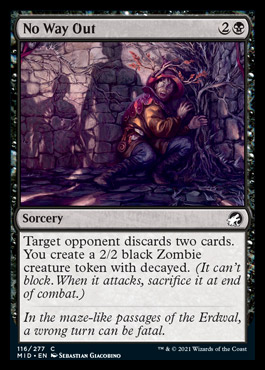 No Way Out 2
Sorcery
Target opponent discards two cards.
You create a 2/2 black Zombie
creature token with decayed. (It can't
block. When it attacks, sacrifice it at end
of combat.)
In the maze-like passages of the Erdwal,
a wrong turn can be fatal.
116/277 C
MID • EN SEBASTIAN GIACOBINO ™ & © 2021 Wizards of the Coast